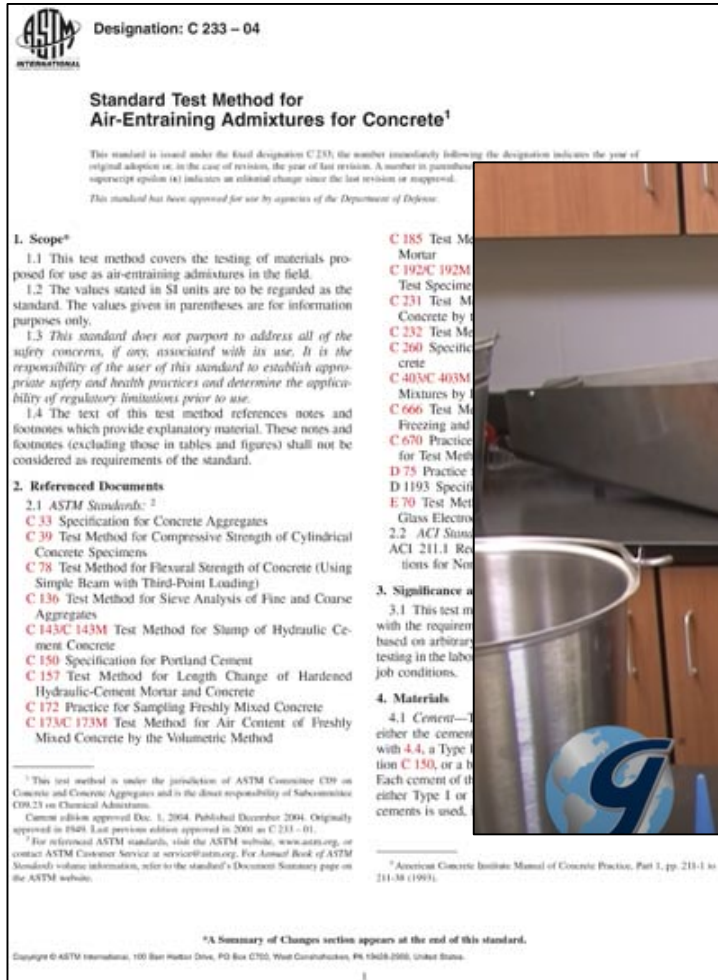 ASTM
INTERNATIONAL
Designation: C 233 – 04
Standard Test Method for
Air-Entraining Admixtures for Concrete¹
This standard is issued under the fixed designation C 233; the number immediately following the designation indicates the year of
original adoption or, in the case of revision, the year of last revision. A number in parenthese
superscript epsilon (ε) indicates an editorial change since the last revision or reapproval.
This standard has been approved for use by agencies of the Department of Defense.
1. Scope*
1.1 This test method covers the testing of materials pro-
posed for use as air-entraining admixtures in the field.
1.2 The values stated in SI units are to be regarded as the
standard. The values given in parentheses are for information
purposes only.
1.3 This standard does not purport to address all of the
safety concerns, if any, associated with its use. It is the
responsibility of the user of this standard to establish appro-
priate safety and health practices and determine the applica-
bility of regulatory limitations prior to use.
1.4 The text of this test method references notes and
footnotes which provide explanatory material. These notes and
footnotes (excluding those in tables and figures) shall not be
considered as requirements of the standard.
2. Referenced Documents
2.1 ASTM Standards: ²
C 33 Specification for Concrete Aggregates
C 39 Test Method for Compressive Strength of Cylindrical
Concrete Specimens
C 78 Test Method for Flexural Strength of Concrete (Using
Simple Beam with Third-Point Loading)
C 136 Test Method for Sieve Analysis of Fine and Coarse
Aggregates
C 143/C 143M Test Method for Slump of Hydraulic Ce-
ment Concrete
C 150 Specification for Portland Cement
C 157 Test Method for Length Change of Hardened
Hydraulic-Cement Mortar and Concrete
C 172 Practice for Sampling Freshly Mixed Concrete
C 173/C 173M Test Method for Air Content of Freshly
Mixed Concrete by the Volumetric Method
¹ This test method is under the jurisdiction of ASTM Committee C09 on
Concrete and Concrete Aggregates and is the direct responsibility of Subcommittee
C09.23 on Chemical Admixtures.
Current edition approved Dec. 1, 2004. Published December 2004. Originally
approved in 1949. Last previous edition approved in 2001 as C 233 – 01.
² For referenced ASTM standards, visit the ASTM website, www.astm.org, or
contact ASTM Customer Service at service@astm.org. For Annual Book of ASTM
Standards volume information, refer to the standard's Document Summary page on
the ASTM website.
C 185 Test Me
Mortar
C 192/C 192M
Test Specime
C 231 Test M
Concrete by
C 232 Test Me
C 260 Specific
crete
C 403/C 403M
Mixtures by
C 666 Test Me
Freezing and
C 670 Practice
for Test Meth
D 75 Practice
D 1193 Specifi
E 70 Test Met
Glass Electro
2.2 ACI Stand
ACI 211.1 Rec
tions for Nor
3. Significance a
3.1 This test m
with the requirem
based on arbitrary
testing in the labo
job conditions.
4. Materials
4.1 Cement—T
either the cement
with 4.4, a Type
tion C 150, or a b
Each cement of th
either Type I or
cements is used,
³ American Concrete Institute Manual of Concrete Practice, Part 1, pp. 211-1 to
211-38 (1993).
*A Summary of Changes section appears at the end of this standard.
Copyright © ASTM International, 100 Barr Harbor Drive, PO Box C700, West Conshohocken, PA 19428-2959, United States.
1
G